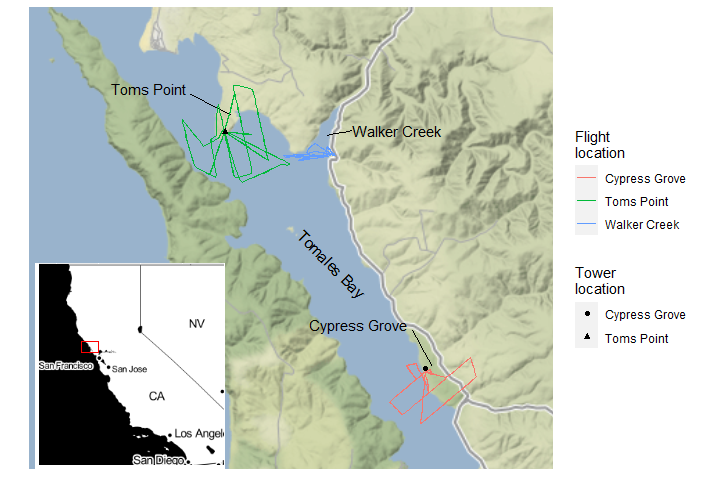 Toms Point
Walker Creek
Tomales Bay
Cypress Grove
NV
San Francisco
San Jose
CA
Los Angel
San Diego
Flight
location
Cypress Grove
Toms Point
Walker Creek
Tower
location
Cypress Grove
Toms Point